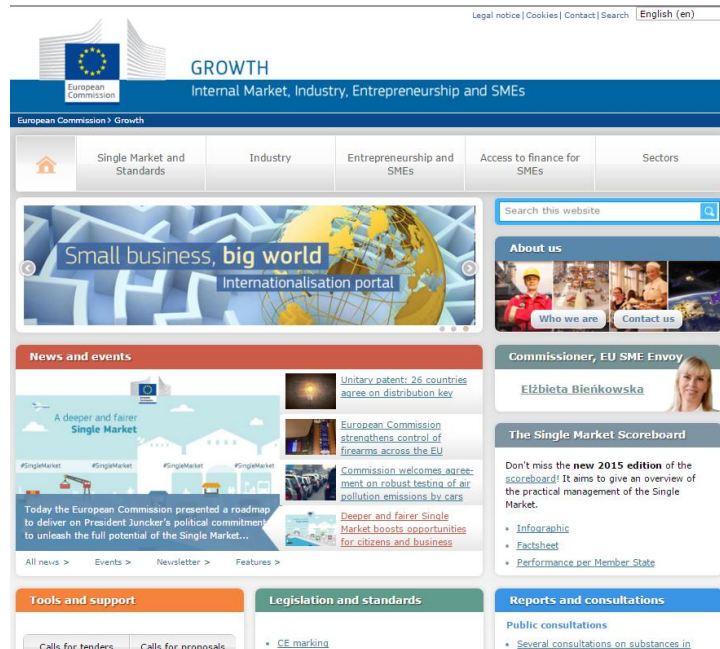 Legal notice | Cookies | Contact | Search English (en)
European
Commission
GROWTH
Internal Market, Industry, Entrepreneurship and SMEs
European Commission > Growth
Single Market and
Standards
Industry
Entrepreneurship and
SMEs
Access to finance for
SMEs
Sectors
Small business, big world
Internationalisation portal
Search this website
About us
Who we are
Contact us
News and events
A deeper and fairer
Single Market
#SingleMarket #SingleMarket #SingleMarket #SingleMarket
Today the European Commission presented a roadmap
to deliver on President Juncker's political commitment
to unleash the full potential of the Single Market...
Unitary patent: 26 countries
agree on distribution key
European Commission
strengthens control of
firearms across the EU
Commission welcomes agree-
ment on robust testing of air
pollution emissions by cars
Deeper and fairer Single
Market boosts opportunities
for citizens and business
All news > Events > Newsletter > Features >
Commissioner, EU SME Envoy
Elżbieta Bieńkowska
The Single Market Scoreboard
Don't miss the new 2015 edition of the
scoreboard! It aims to give an overview of
the practical management of the Single
Market.
Infographic
Factsheet
Performance per Member State
Tools and support
Calls for tenders Calls for proposals
Legislation and standards
CE marking
Reports and consultations
Public consultations
Several consultations on substances in